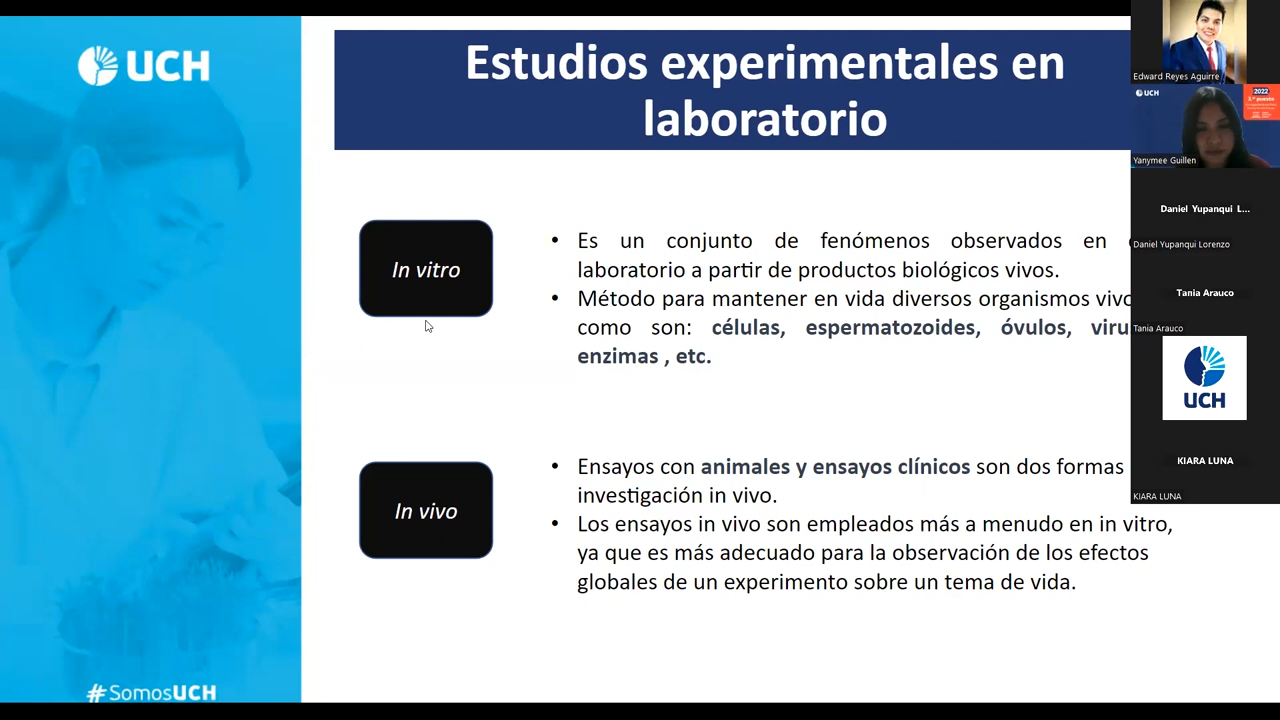 UCH
Estudios experimentales en
laboratorio
In vitro
• Es un conjunto de fenómenos observados en
laboratorio a partir de productos biológicos vivos.
• Método para mantener en vida diversos organismos
como son: células, espermatozoides, óvulos,
enzimas , etc.
In vivo
• Ensayos con animales y ensayos clínicos son dos formas
investigación in vivo.
• Los ensayos in vivo son empleados más a menudo en in vitro,
ya que es más adecuado para la observación de los efectos
globales de un experimento sobre un tema de vida.
#SomosUCH
Edward Reyes Aguirre
UCH
2022
Yanymee Guillen
Daniel Yupanqui L...
Daniel Yupanqui Lorenzo
Tania Arauco
Tania Arauco
UCH
KIARA LUNA
KIARA LUNA